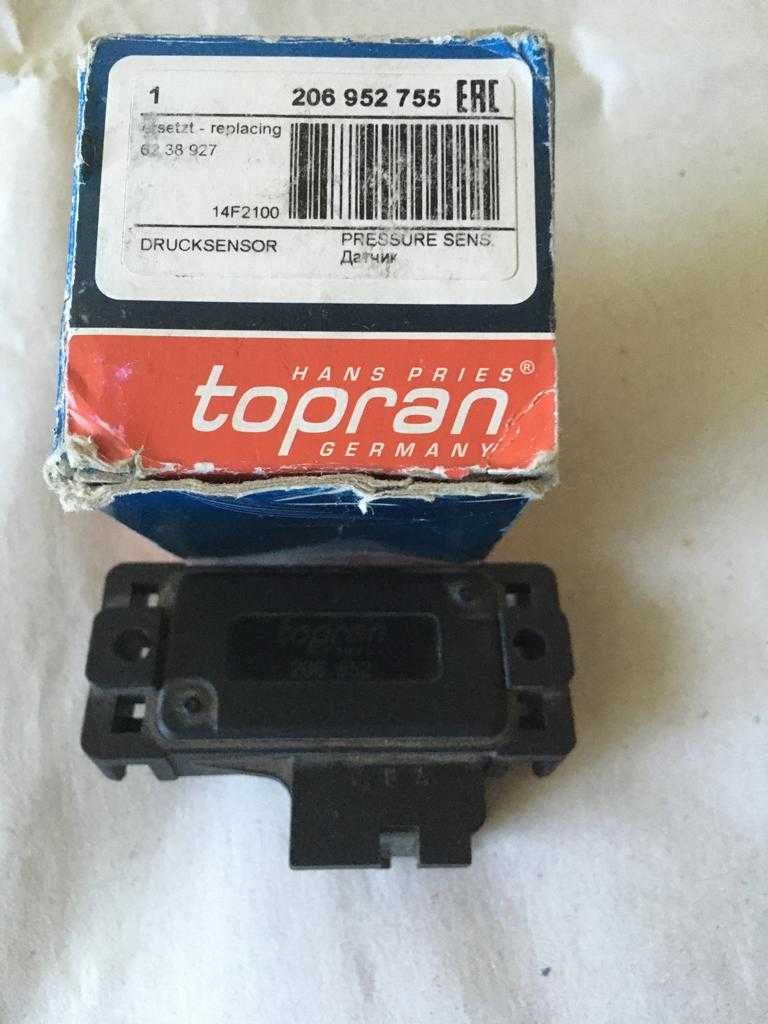 1 206 952 755 EAC
ersetzt - replacing
62 38 927
14F2100
DRUCKSENSOR PRESSURE SENS.
Датчик
HANS PRIES®
topran
GERMANY
topran
206 952